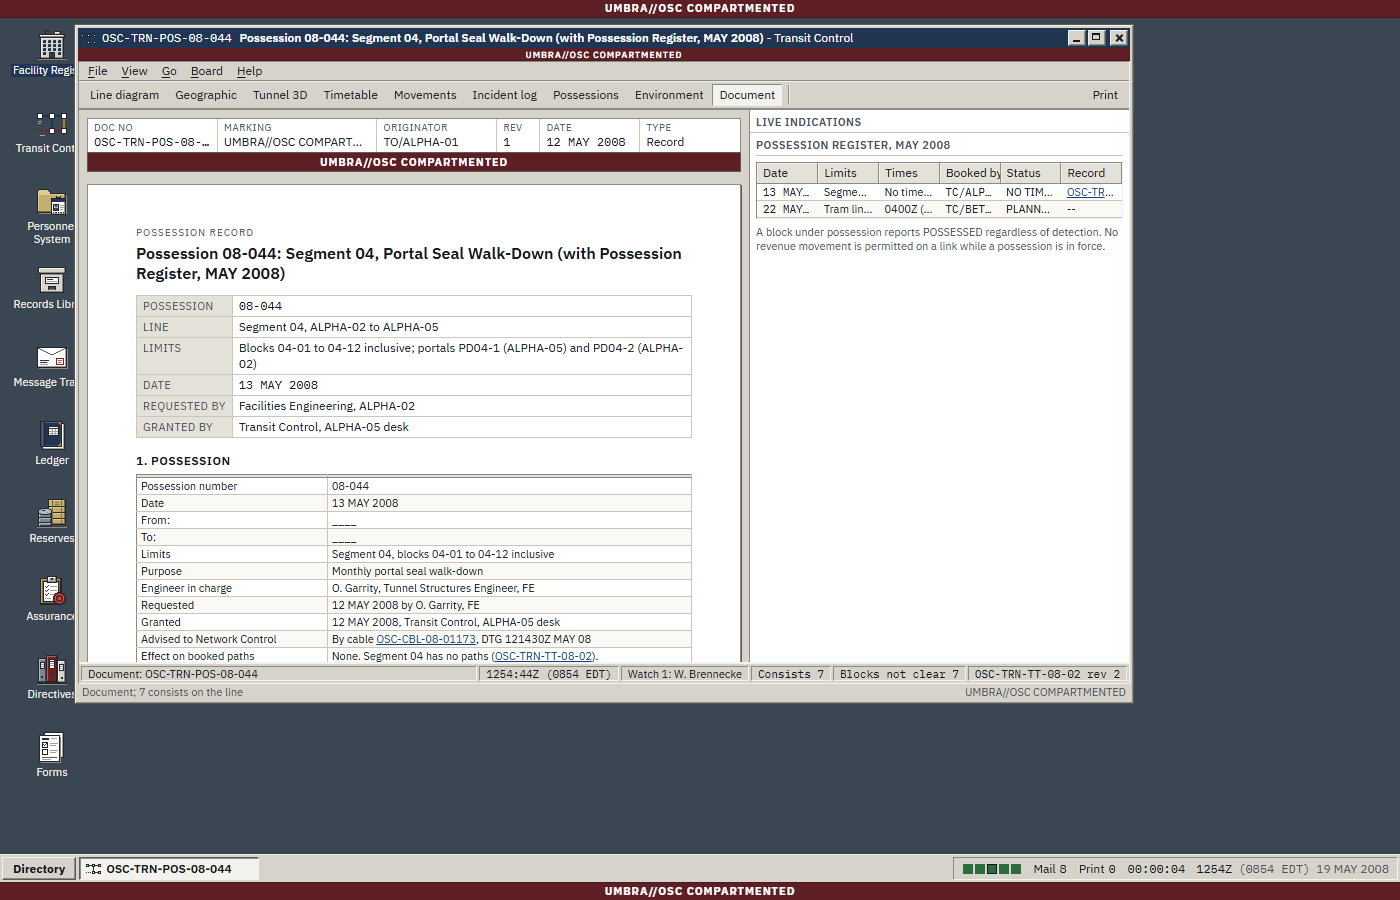 UMBRA//OSC COMPARTMENTED
Facility Regis
Transit Cont
Personne
System
Records Libr
Message Tra
Ledger
Reserves
Assurance
Directives
Forms
OSC-TRN-POS-08-044 Possession 08-044: Segment 04, Portal Seal Walk-Down (with Possession Register, MAY 2008) - Transit Control
UMBRA//OSC COMPARTMENTED
File View Go Board Help
Line diagram Geographic Tunnel 3D Timetable Movements Incident log Possessions Environment Document Print
DOC NO MARKING ORIGINATOR REV DATE TYPE
OSC-TRN-POS-08-… UMBRA//OSC COMPART… TO/ALPHA-01 1 12 MAY 2008 Record
UMBRA//OSC COMPARTMENTED
POSSESSION RECORD
Possession 08-044: Segment 04, Portal Seal Walk-Down (with Possession
Register, MAY 2008)
POSSESSION 08-044
LINE Segment 04, ALPHA-02 to ALPHA-05
LIMITS Blocks 04-01 to 04-12 inclusive; portals PD04-1 (ALPHA-05) and PD04-2 (ALPHA-
02)
DATE 13 MAY 2008
REQUESTED BY Facilities Engineering, ALPHA-02
GRANTED BY Transit Control, ALPHA-05 desk
1. POSSESSION
Possession number 08-044
Date 13 MAY 2008
From: ____
To: ____
Limits Segment 04, blocks 04-01 to 04-12 inclusive
Purpose Monthly portal seal walk-down
Engineer in charge O. Garrity, Tunnel Structures Engineer, FE
Requested 12 MAY 2008 by O. Garrity, FE
Granted 12 MAY 2008, Transit Control, ALPHA-05 desk
Advised to Network Control By cable OSC-CBL-08-01173, DTG 121430Z MAY 08
Effect on booked paths None. Segment 04 has no paths (OSC-TRN-TT-08-02).
LIVE INDICATIONS
POSSESSION REGISTER, MAY 2008
Date Limits Times Booked by Status Record
13 MAY… Segme… No time… TC/ALP… NO TIM… OSC-TR…
22 MAY… Tram lin… 0400Z (… TC/BET… PLANN… --
A block under possession reports POSSESSED regardless of detection. No
revenue movement is permitted on a link while a possession is in force.
Document: OSC-TRN-POS-08-044 1254:44Z (0854 EDT) Watch 1: W. Brennecke Consists 7 Blocks not clear 7 OSC-TRN-TT-08-02 rev 2
Document; 7 consists on the line UMBRA//OSC COMPARTMENTED
Directory OSC-TRN-POS-08-044 Mail 8 Print 0 00:00:04 1254Z (0854 EDT) 19 MAY 2008
UMBRA//OSC COMPARTMENTED